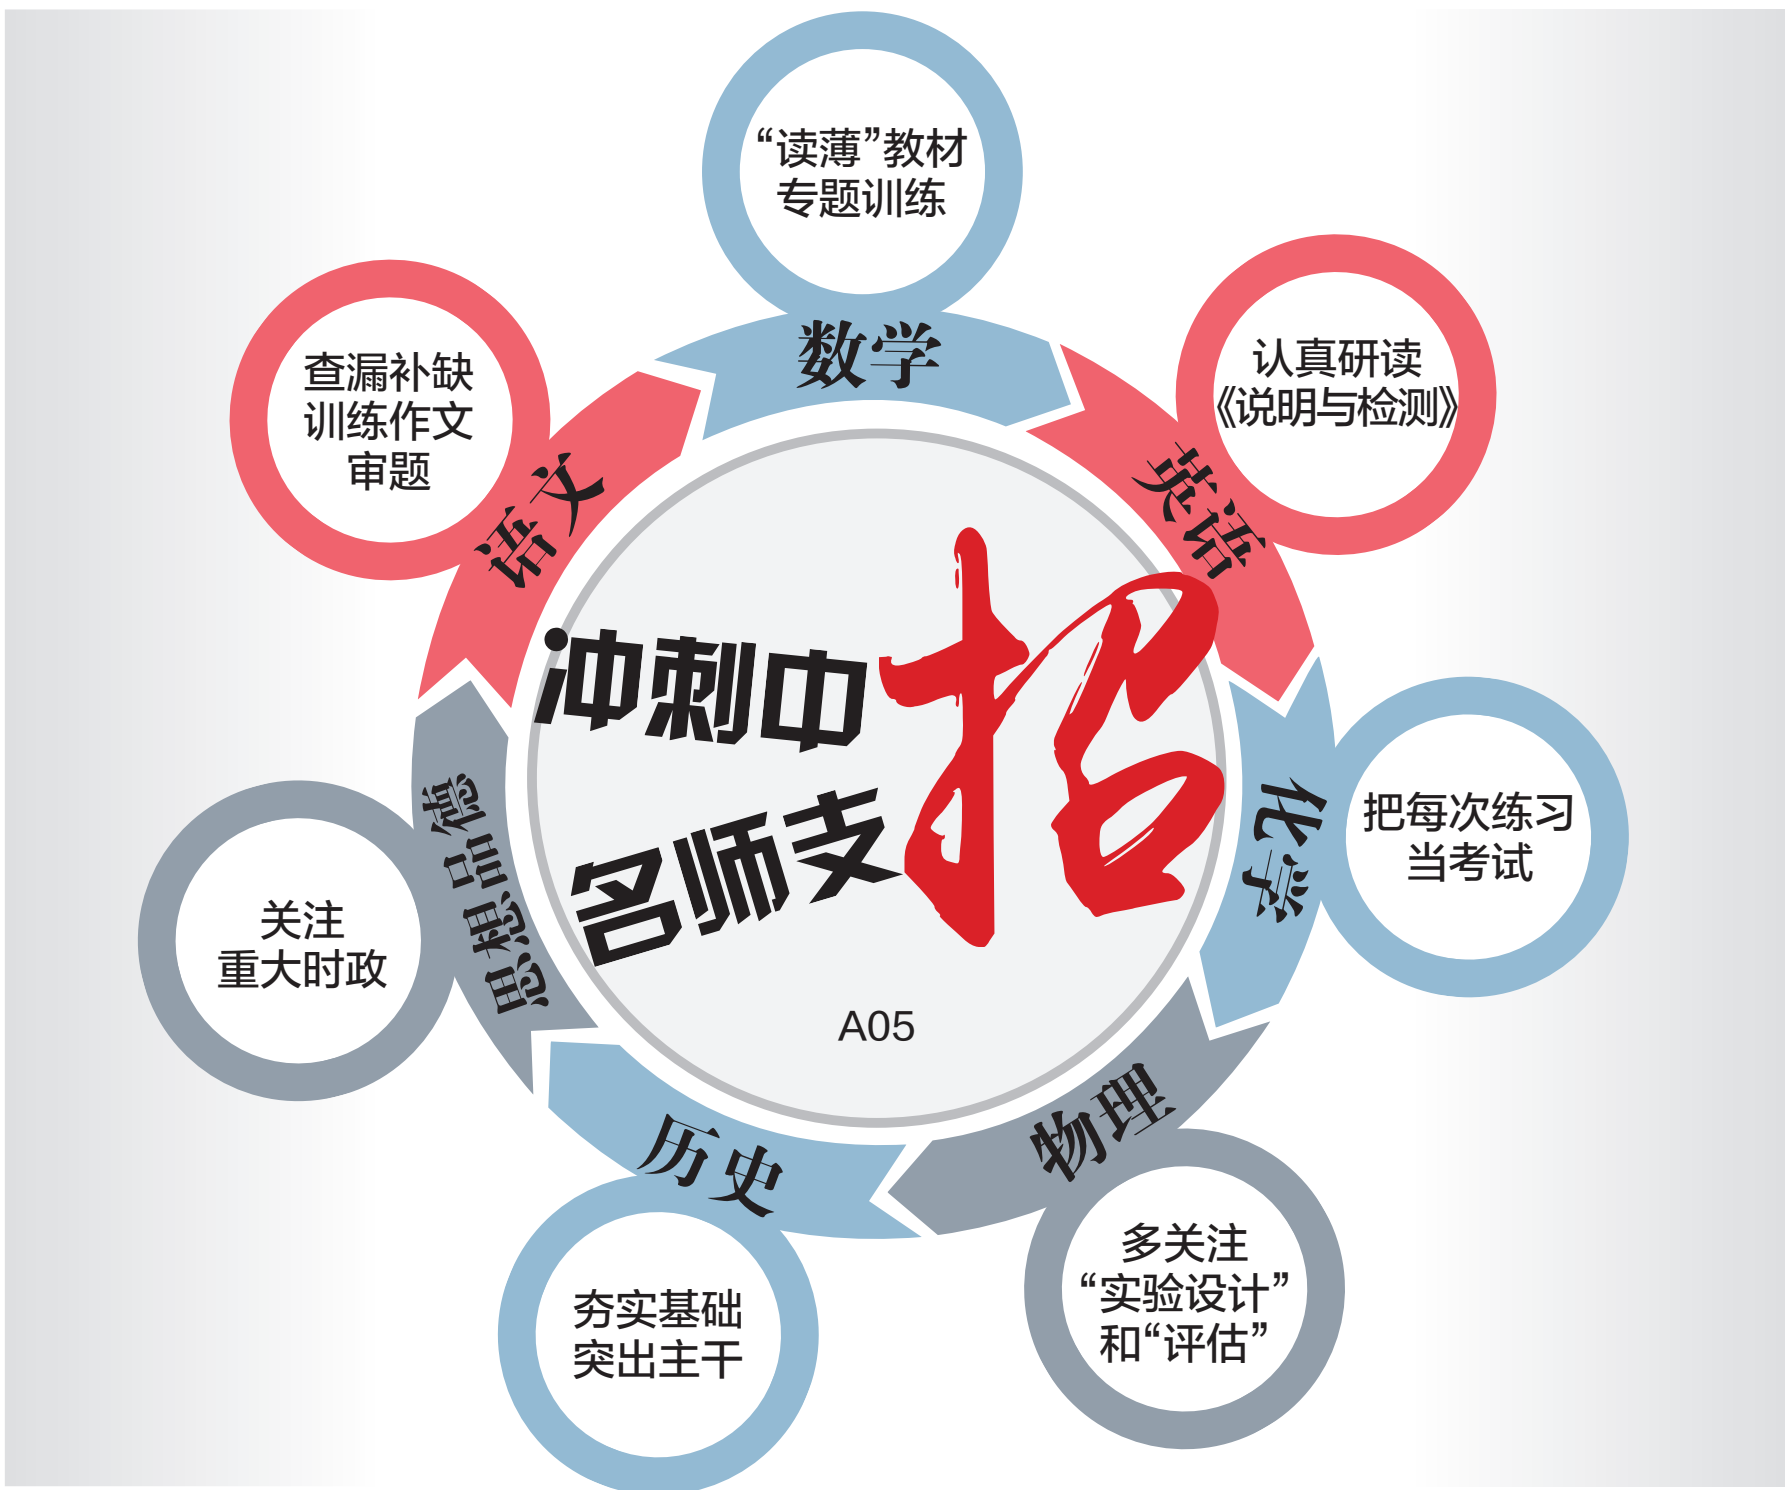 冲刺中招
名师支招
A05
数学
“读薄”教材
专题训练
英语
认真研读
《说明与检测》
化学
把每次练习
当考试
物理
多关注
“实验设计”
和“评估”
历史
夯实基础
突出主干
思想品德
关注
重大时政
语文
查漏补缺
训练作文
审题